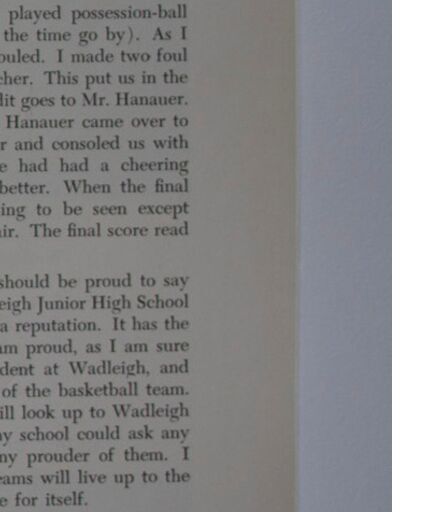 played possession-ball
the time go by). As I
ouled. I made two foul
cher. This put us in the
dit goes to Mr. Hanauer.
Hanauer came over to
r and consoled us with
e had had a cheering
better. When the final
ing to be seen except
air. The final score read
should be proud to say
eigh Junior High School
a reputation. It has the
am proud, as I am sure
dent at Wadleigh, and
of the basketball team.
ill look up to Wadleigh
ny school could ask any
ny prouder of them. I
eams will live up to the
e for itself.